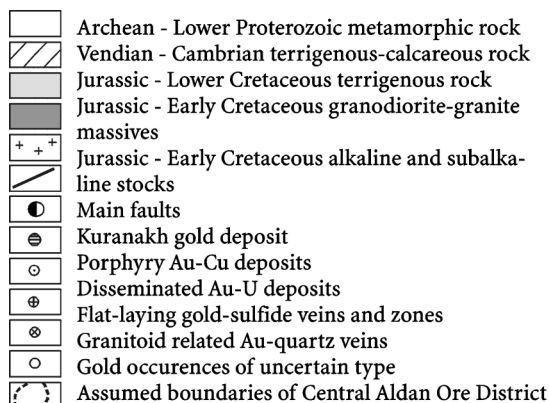 Archean - Lower Proterozoic metamorphic rock
Vendian - Cambrian terrigenous-calcareous rock
Jurassic - Lower Cretaceous terrigenous rock
Jurassic - Early Cretaceous granodiorite-granite
massives
Jurassic - Early Cretaceous alkaline and subalka-
line stocks
Main faults
Kuranakh gold deposit
Porphyry Au-Cu deposits
Disseminated Au-U deposits
Flat-laying gold-sulfide veins and zones
Granitoid related Au-quartz veins
Gold occurences of uncertain type
Assumed boundaries of Central Aldan Ore District